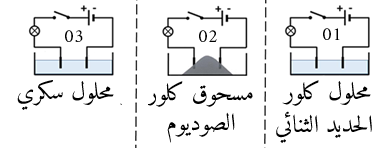 + -
01
محلول كلور
الحديد الثنائي
+ -
02
مسحوق كلور
الصوديوم
+ -
03
محلول سكري